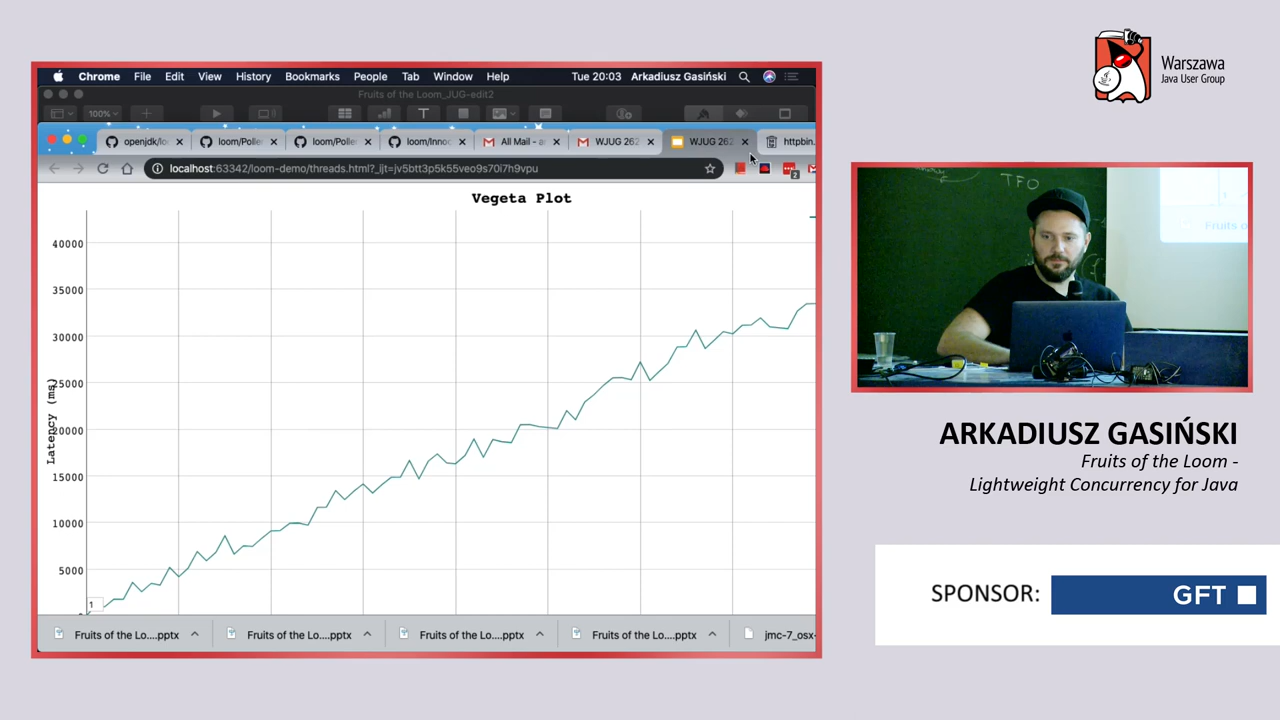 Chrome File Edit View History Bookmarks People Tab Window Help Tue 20:03 Arkadiusz Gasiński
Fruits of the Loom_JUG-edit2
100%
openjdk/lo loom/Polle loom/Polle loom/Inno All Mail - a WJUG 262 WJUG 262 httpbin.
localhost:63342/loom-demo/threads.html?_ijt=jv5btt3p5k55veo9s70i7h9vpu
2
Vegeta Plot
40000
35000
30000
25000
20000
15000
10000
5000
Latency (ms)
1
Fruits of the Lo....pptx Fruits of the Lo....pptx Fruits of the Lo....pptx Fruits of the Lo....pptx jmc-7_osx-
Warszawa
Java User Group
TFO
Fruits o
ARKADIUSZ GASIŃSKI
Fruits of the Loom -
Lightweight Concurrency for Java
SPONSOR: GFT